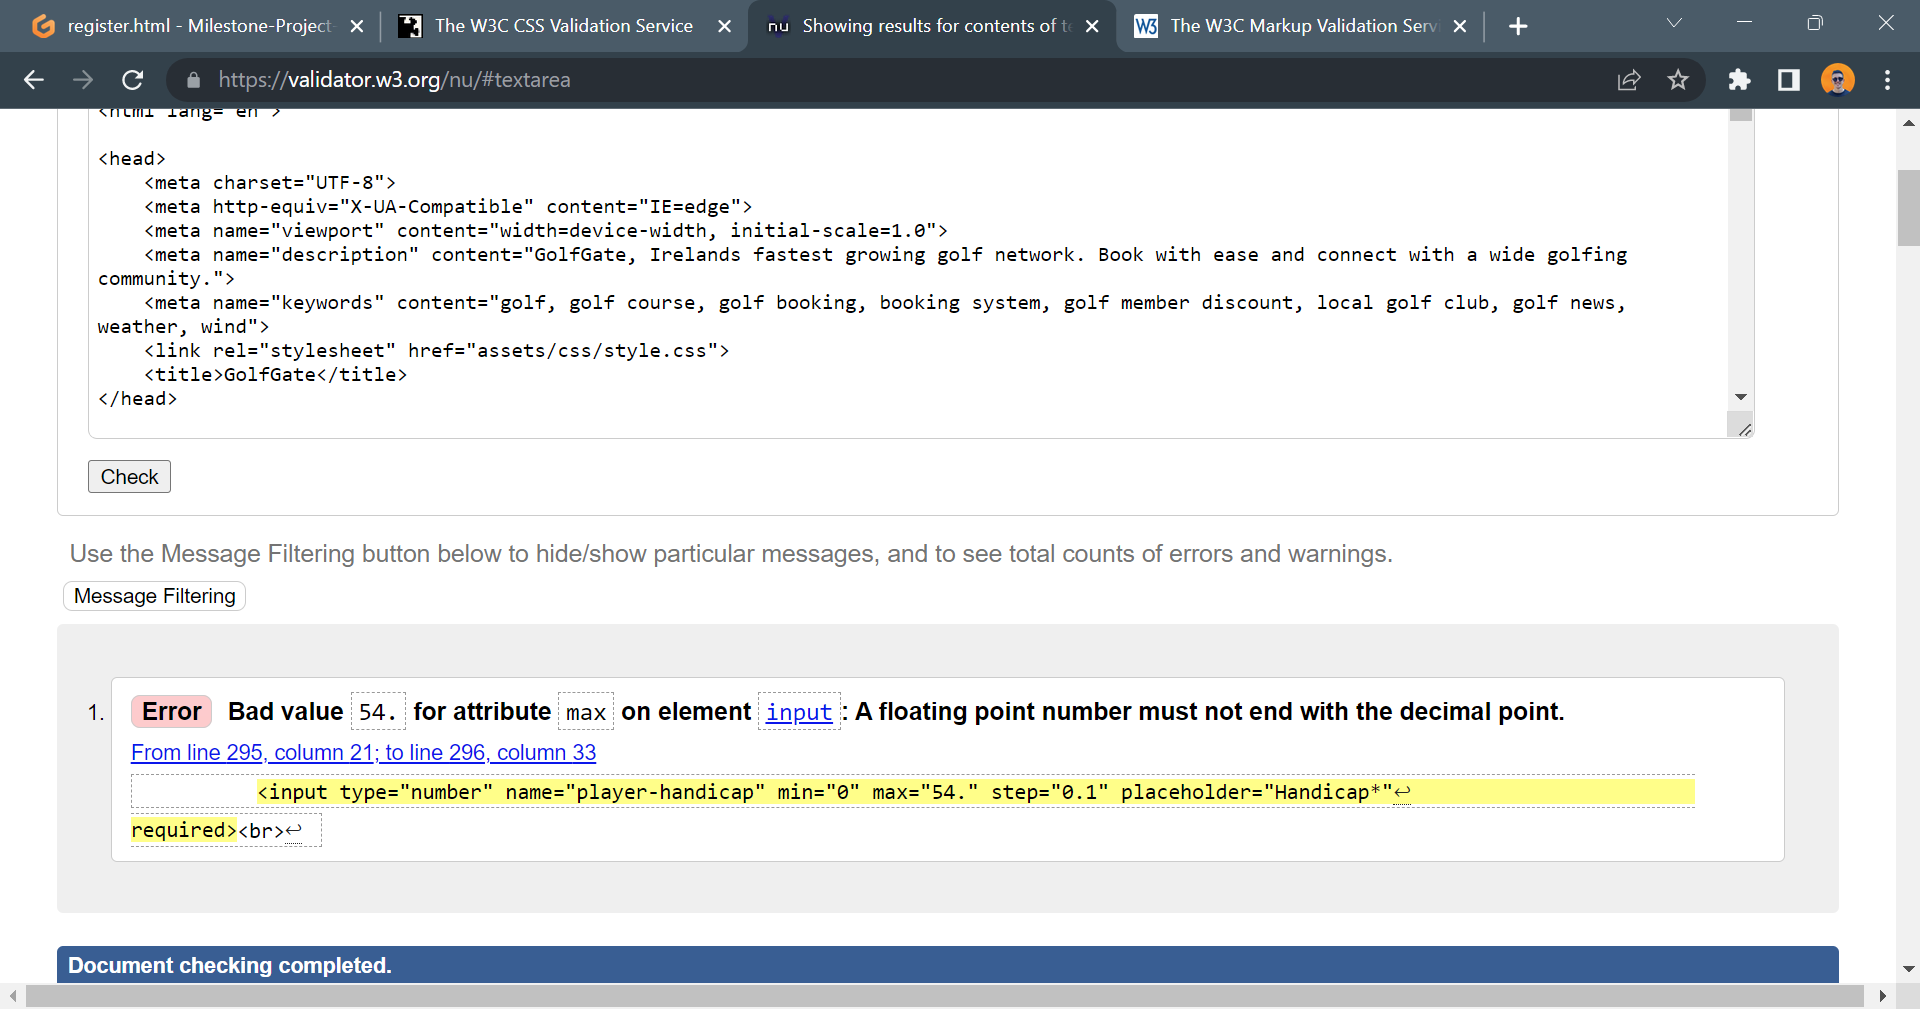 register.html - Milestone-Project
The W3C CSS Validation Service
nu Showing results for contents of te
W3 The W3C Markup Validation Serv
https://validator.w3.org/nu/#textarea
<html lang="en">
<head>
<meta charset="UTF-8">
<meta http-equiv="X-UA-Compatible" content="IE=edge">
<meta name="viewport" content="width=device-width, initial-scale=1.0">
<meta name="description" content="GolfGate, Irelands fastest growing golf network. Book with ease and connect with a wide golfing
community.">
<meta name="keywords" content="golf, golf course, golf booking, booking system, golf member discount, local golf club, golf news,
weather, wind">
<link rel="stylesheet" href="assets/css/style.css">
<title>GolfGate</title>
</head>
Check
Use the Message Filtering button below to hide/show particular messages, and to see total counts of errors and warnings.
Message Filtering
1. Error Bad value 54. for attribute max on element input: A floating point number must not end with the decimal point.
From line 295, column 21; to line 296, column 33
<input type="number" name="player-handicap" min="0" max="54." step="0.1" placeholder="Handicap*"↩
required><br>↩
Document checking completed.